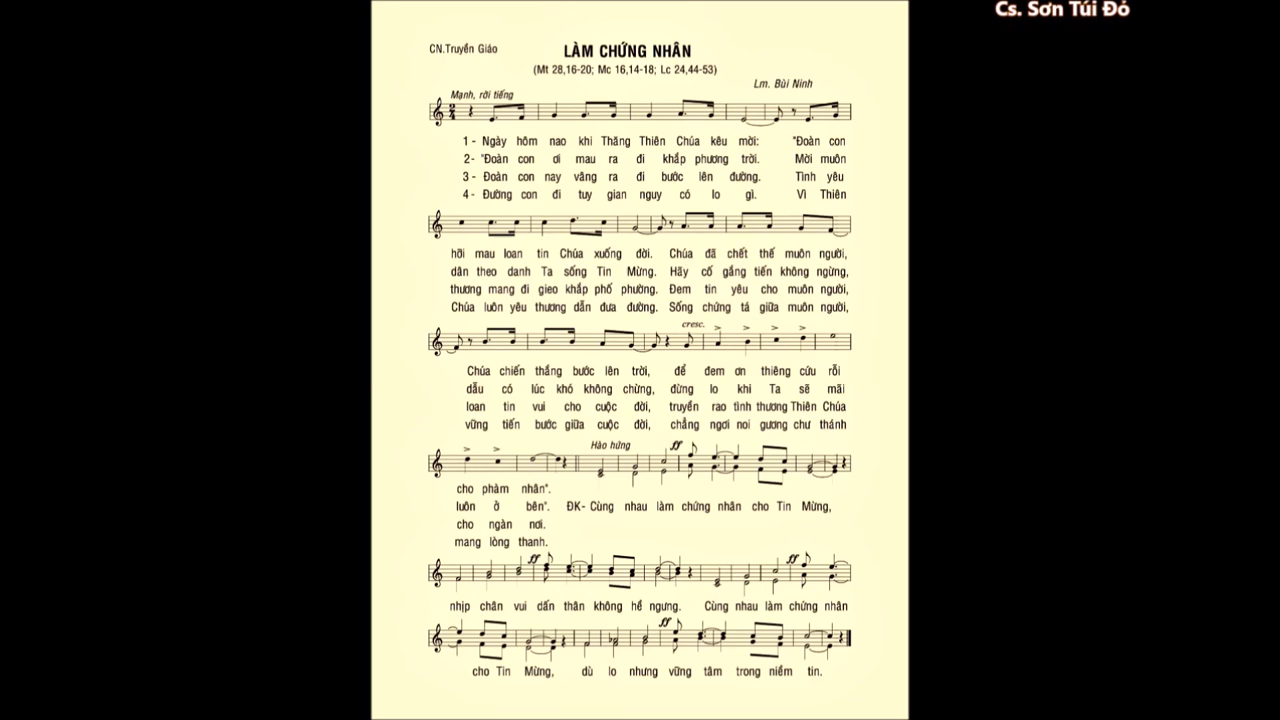 Cs. Sơn Túi Đỏ
CN.Truyền Giáo
LÀM CHỨNG NHÂN
(Mt 28,16-20; Mc 16,14-18; Lc 24,44-53)
Lm. Bùi Ninh
Mạnh, rời tiếng
1 - Ngày hôm nao khi Thăng Thiên Chúa kêu mời: "Đoàn con
2- "Đoàn con ơi mau ra đi khắp phương trời. Mời muôn
3 - Đoàn con nay vâng ra đi bước lên đường. Tình yêu
4 - Đường con đi tuy gian nguy có lo gì. Vì Thiên
hỡi mau loan tin Chúa xuống đời. Chúa đã chết thế muôn người,
dân theo danh Ta sống Tin Mừng. Hãy cố gắng tiến không ngừng,
thương mang đi gieo khắp phố phường. Đem tin yêu cho muôn người,
Chúa luôn yêu thương dẫn đưa đường. Sống chứng tá giữa muôn người,
cresc.
Chúa chiến thắng bước lên trời, để đem ơn thiêng cứu rỗi
dẫu có lúc khó không chừng, đừng lo khi Ta sẽ mãi
loan tin vui cho cuộc đời, truyền rao tình thương Thiên Chúa
vững tiến bước giữa cuộc đời, chẳng ngơi noi gương chư thánh
Hào hứng ff
cho phàm nhân".
luôn ở bên". ĐK- Cùng nhau làm chứng nhân cho Tin Mừng,
cho ngàn nơi.
mang lòng thanh.
ff ff
nhịp chân vui dấn thân không hề ngưng. Cùng nhau làm chứng nhân
ff
cho Tin Mừng, dù lo nhưng vững tâm trong niềm tin.